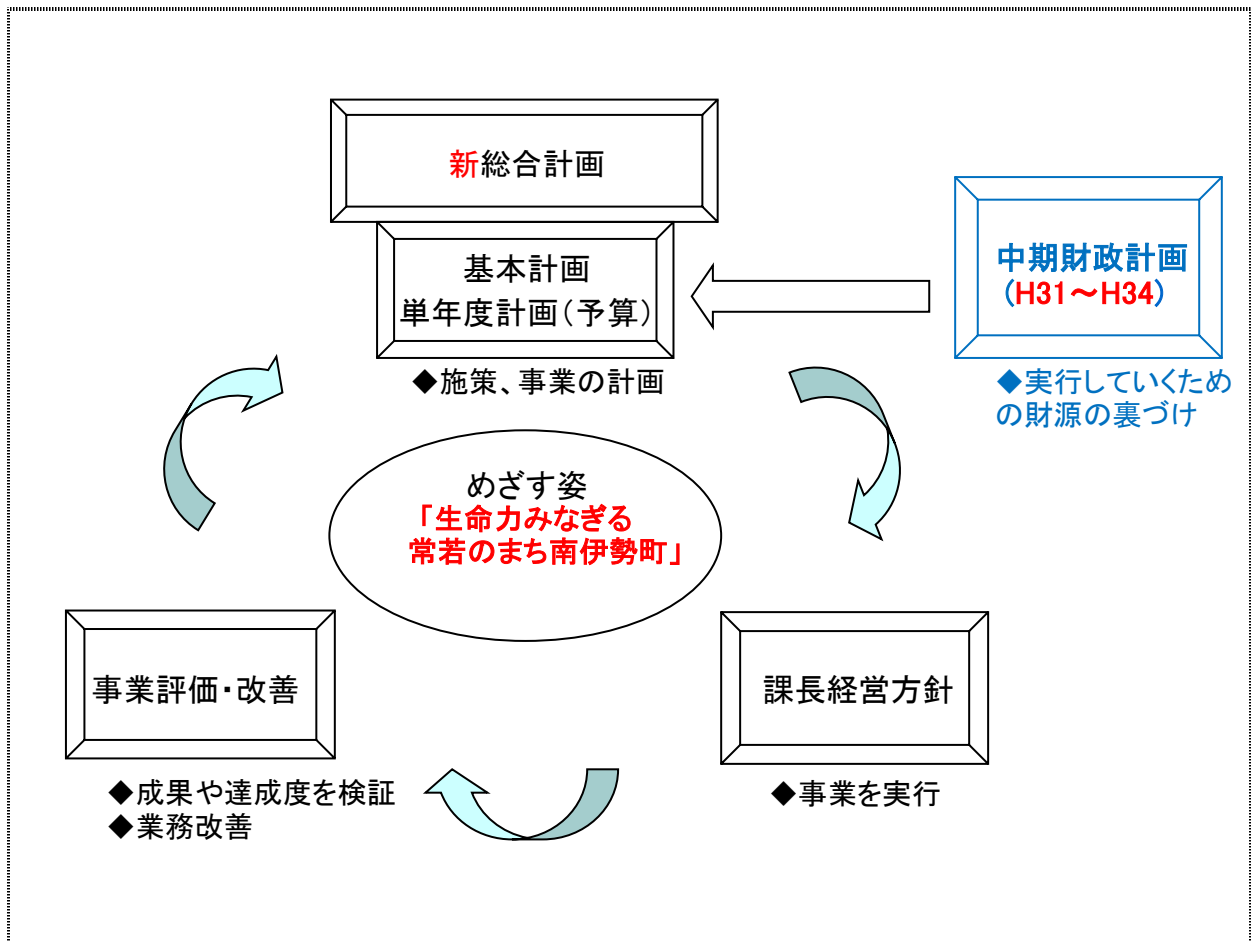 新総合計画
基本計画
単年度計画(予算)
◆施策、事業の計画
中期財政計画
(H31～H34)
◆実行していくため
の財源の裏づけ
めざす姿
「生命力みなぎる
常若のまち南伊勢町」
事業評価・改善
◆成果や達成度を検証
◆業務改善
課長経営方針
◆事業を実行